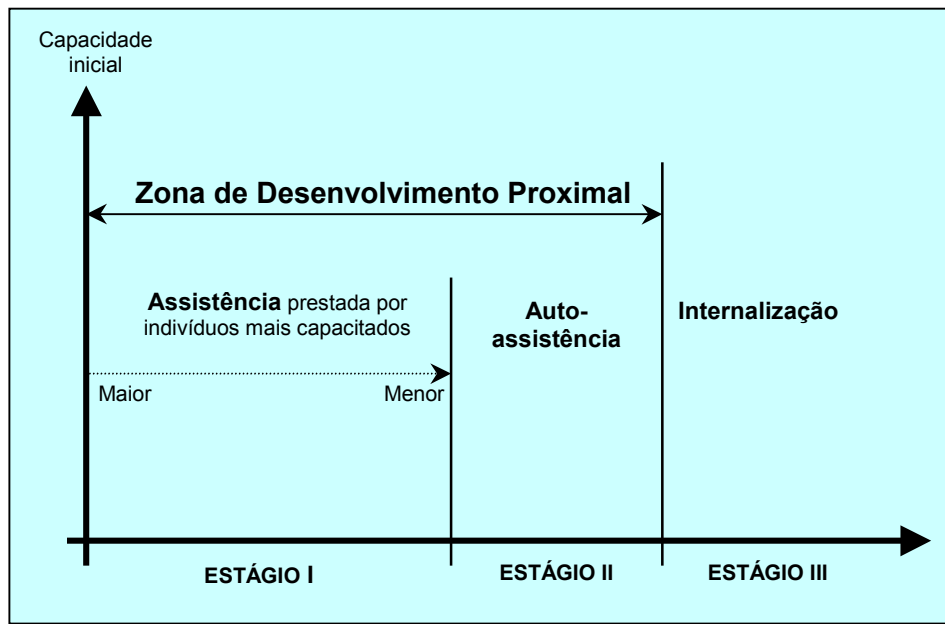 Capacidade
inicial
Zona de Desenvolvimento Proximal
Assistência prestada por
indivíduos mais capacitados
Auto-
assistência
Internalização
Maior
Menor
ESTÁGIO I
ESTÁGIO II
ESTÁGIO III